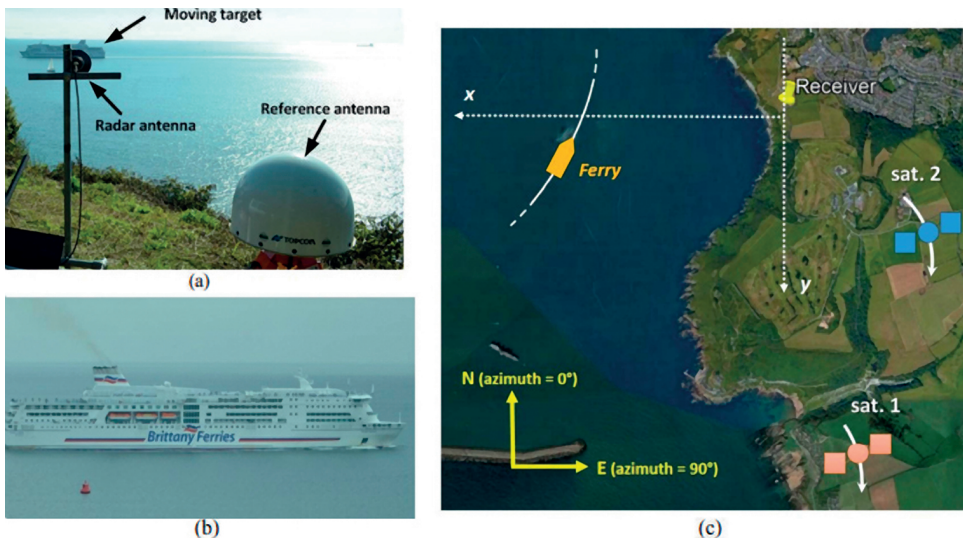 Moving target
Radar antenna
Reference antenna
TOPCON
(a)
Brittany Ferries
(b)
x
Ferry
Receiver
sat. 2
y
N (azimuth = 0°)
E (azimuth = 90°)
sat. 1
(c)